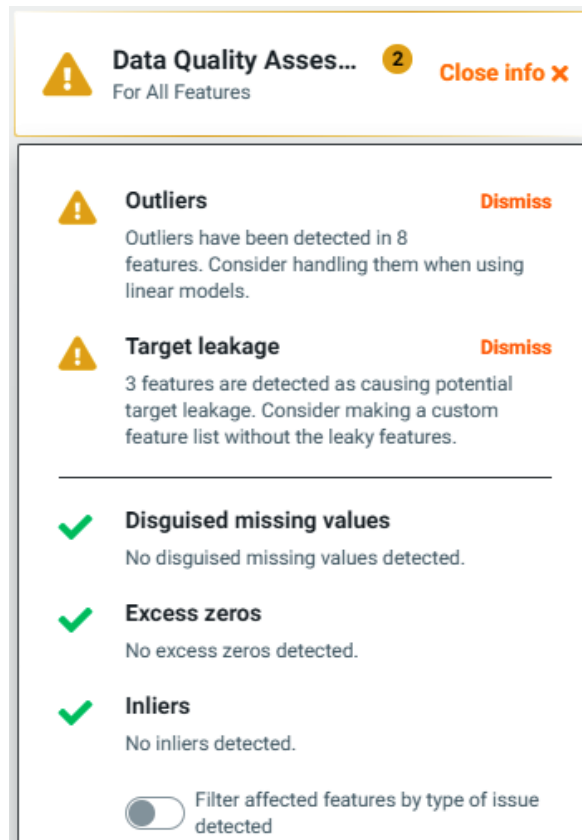 Data Quality Asses... 2 Close info ×
For All Features
Outliers Dismiss
Outliers have been detected in 8
features. Consider handling them when using
linear models.
Target leakage Dismiss
3 features are detected as causing potential
target leakage. Consider making a custom
feature list without the leaky features.
Disguised missing values
No disguised missing values detected.
Excess zeros
No excess zeros detected.
Inliers
No inliers detected.
Filter affected features by type of issue
detected